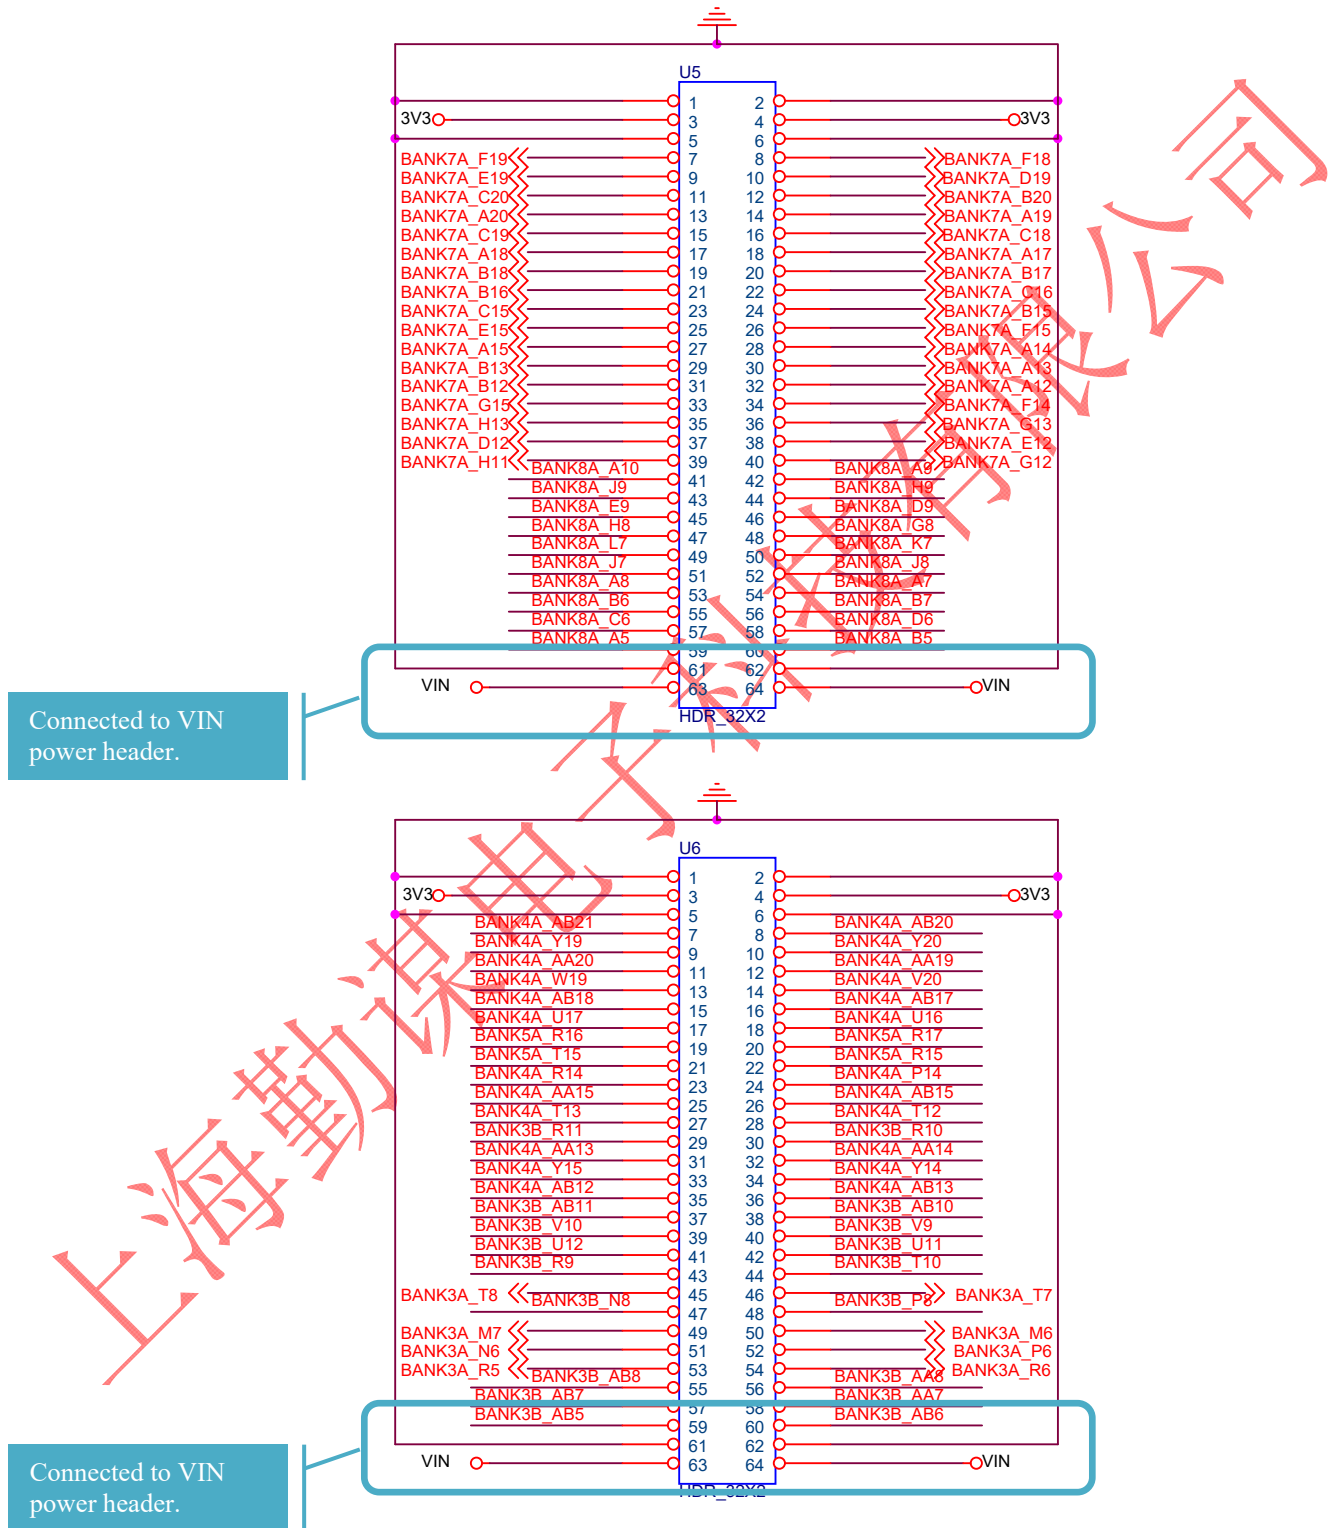 U5
1 2
3V3 3 4 3V3
5 6
BANK7A_F19 7 8 BANK7A_F18
BANK7A_E19 9 10 BANK7A_D19
BANK7A_C20 11 12 BANK7A_B20
BANK7A_A20 13 14 BANK7A_A19
BANK7A_C19 15 16 BANK7A_C18
BANK7A_A18 17 18 BANK7A_A17
BANK7A_B18 19 20 BANK7A_B17
BANK7A_B16 21 22 BANK7A_C16
BANK7A_C15 23 24 BANK7A_B15
BANK7A_E15 25 26 BANK7A_F15
BANK7A_A15 27 28 BANK7A_A14
BANK7A_B13 29 30 BANK7A_A13
BANK7A_B12 31 32 BANK7A_A12
BANK7A_G15 33 34 BANK7A_F14
BANK7A_H13 35 36 BANK7A_G13
BANK7A_D12 37 38 BANK7A_E12
BANK7A_H11 39 40 BANK7A_G12
BANK8A_A10 41 42 BANK8A_A9
BANK8A_J9 43 44 BANK8A_H9
BANK8A_E9 45 46 BANK8A_D9
BANK8A_H8 47 48 BANK8A_G8
BANK8A_L7 49 50 BANK8A_K7
BANK8A_J7 51 52 BANK8A_J8
BANK8A_A8 53 54 BANK8A_A7
BANK8A_B6 55 56 BANK8A_B7
BANK8A_C6 57 58 BANK8A_D6
BANK8A_A5 59 60 BANK8A_B5
61 62
VIN 63 64 VIN
HDR_32X2
Connected to VIN
power header.
U6
1 2
3V3 3 4 3V3
5 6
BANK4A_AB21 7 8 BANK4A_AB20
BANK4A_Y19 9 10 BANK4A_Y20
BANK4A_AA20 11 12 BANK4A_AA19
BANK4A_W19 13 14 BANK4A_V20
BANK4A_AB18 15 16 BANK4A_AB17
BANK4A_U17 17 18 BANK4A_U16
BANK5A_R16 19 20 BANK5A_R17
BANK5A_T15 21 22 BANK5A_R15
BANK4A_R14 23 24 BANK4A_P14
BANK4A_AA15 25 26 BANK4A_AB15
BANK4A_T13 27 28 BANK4A_T12
BANK3B_R11 29 30 BANK3B_R10
BANK4A_AA13 31 32 BANK4A_AA14
BANK4A_Y15 33 34 BANK4A_Y14
BANK4A_AB12 35 36 BANK4A_AB13
BANK3B_AB11 37 38 BANK3B_AB10
BANK3B_V10 39 40 BANK3B_V9
BANK3B_U12 41 42 BANK3B_U11
BANK3B_R9 43 44 BANK3B_T10
BANK3A_T8 45 46 BANK3A_T7
BANK3B_N8 47 48 BANK3B_P8
BANK3A_M7 49 50 BANK3A_M6
BANK3A_N6 51 52 BANK3A_P6
BANK3A_R5 53 54 BANK3A_R6
BANK3B_AB8 55 56 BANK3B_AA8
BANK3B_AB7 57 58 BANK3B_AA7
BANK3B_AB5 59 60 BANK3B_AB6
61 62
VIN 63 64 VIN
HDR_32X2
Connected to VIN
power header.
上海勤谋电子科技有限公司